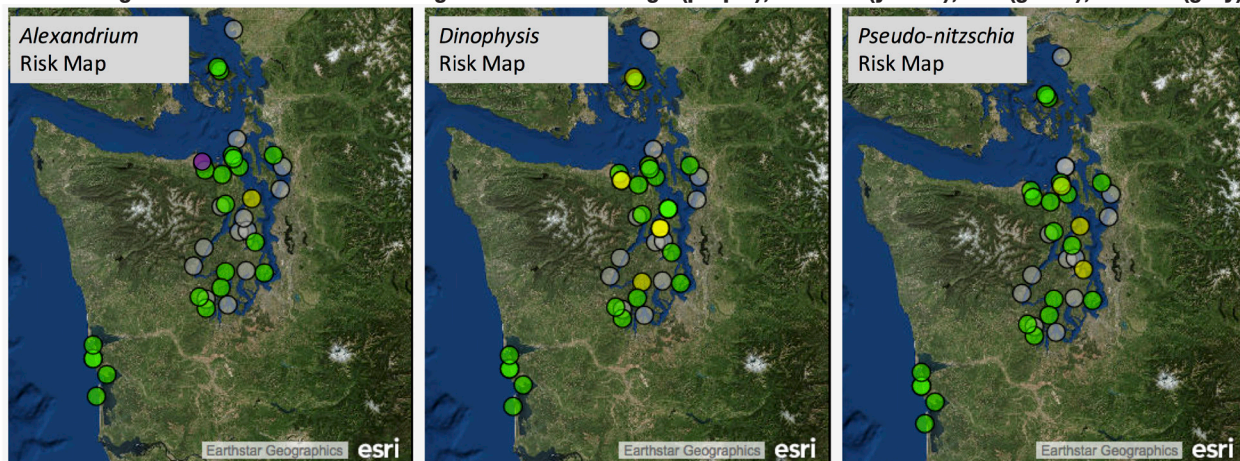 Alexandrium
Risk Map
Dinophysis
Risk Map
Pseudo-nitzschia
Risk Map
Earthstar Geographics esri
Earthstar Geographics esri
Earthstar Geographics esri